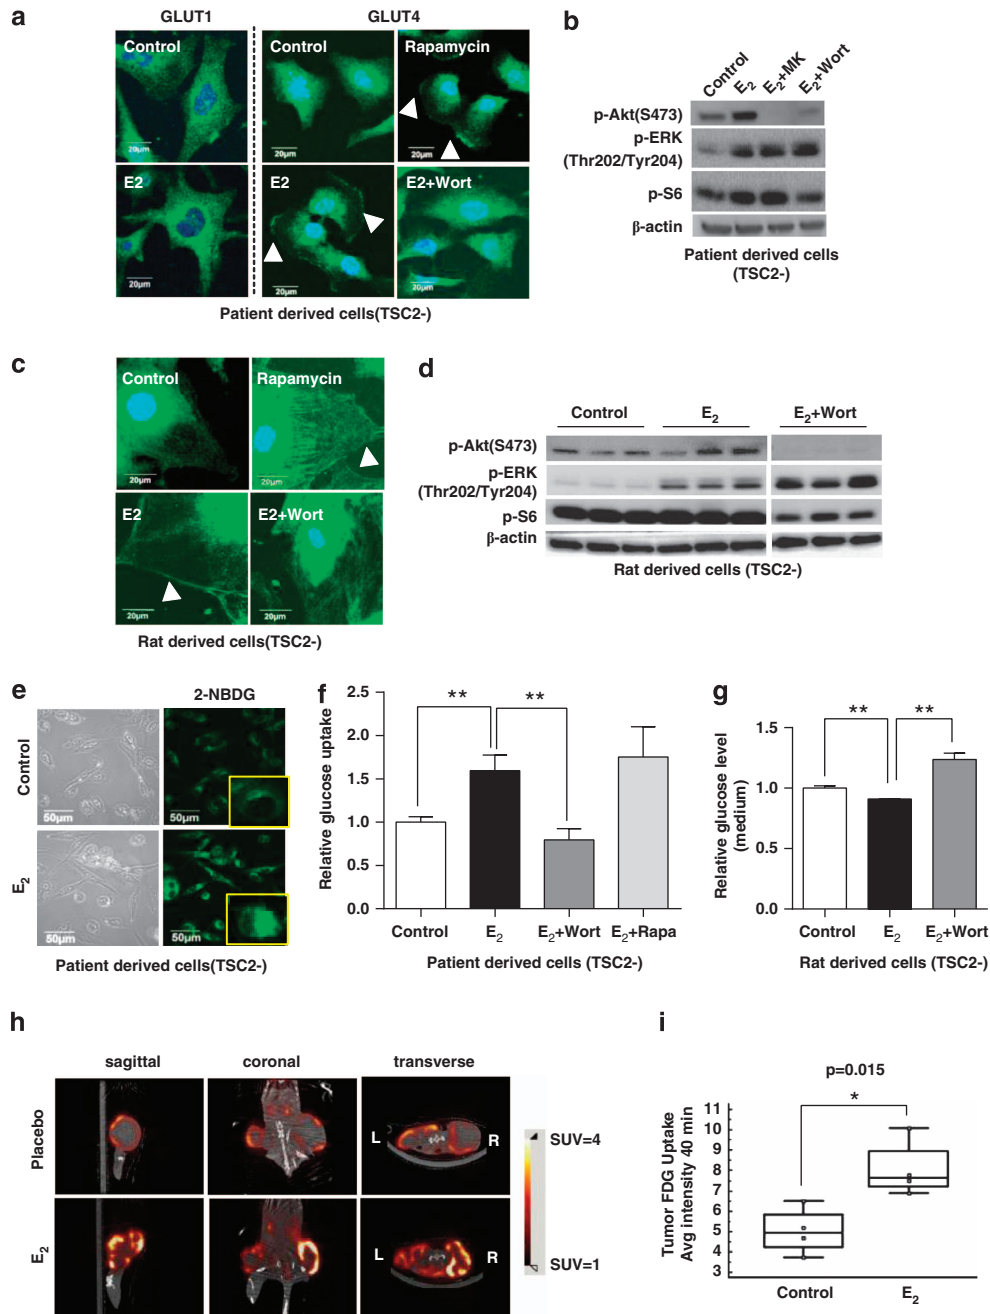 a
GLUT1 GLUT4
Control Control Rapamycin
20µm 20µm 20µm
E2 E2 E2+Wort
20µm 20µm 20µm
Patient derived cells(TSC2-)
b
Control E2 E2+MK E2+Wort
p-Akt(S473)
p-ERK
(Thr202/Tyr204)
p-S6
β-actin
Patient derived cells
(TSC2-)
c
Control Rapamycin
20µm 20µm
E2 E2+Wort
20µm 20µm
Rat derived cells(TSC2-)
d
Control E2 E2+Wort
p-Akt(S473)
p-ERK
(Thr202/Tyr204)
p-S6
β-actin
Rat derived cells (TSC2-)
e
2-NBDG
Control
50µm 50µm
E2
50µm 50µm
Patient derived cells(TSC2-)
f
Relative glucose uptake
2.5
2.0
1.5
1.0
0.5
0.0
** **
Control E2 E2+Wort E2+Rapa
Patient derived cells (TSC2-)
g
Relative glucose level
(medium)
1.5
1.0
0.5
0.0
** **
Control E2 E2+Wort
Rat derived cells (TSC2-)
h
sagittal coronal transverse
Placebo
L R
E2
L R
SUV=4
SUV=1
i
p=0.015
*
Tumor FDG Uptake
Avg intensity 40 min
11
10
9
8
7
6
5
4
3
Control E2